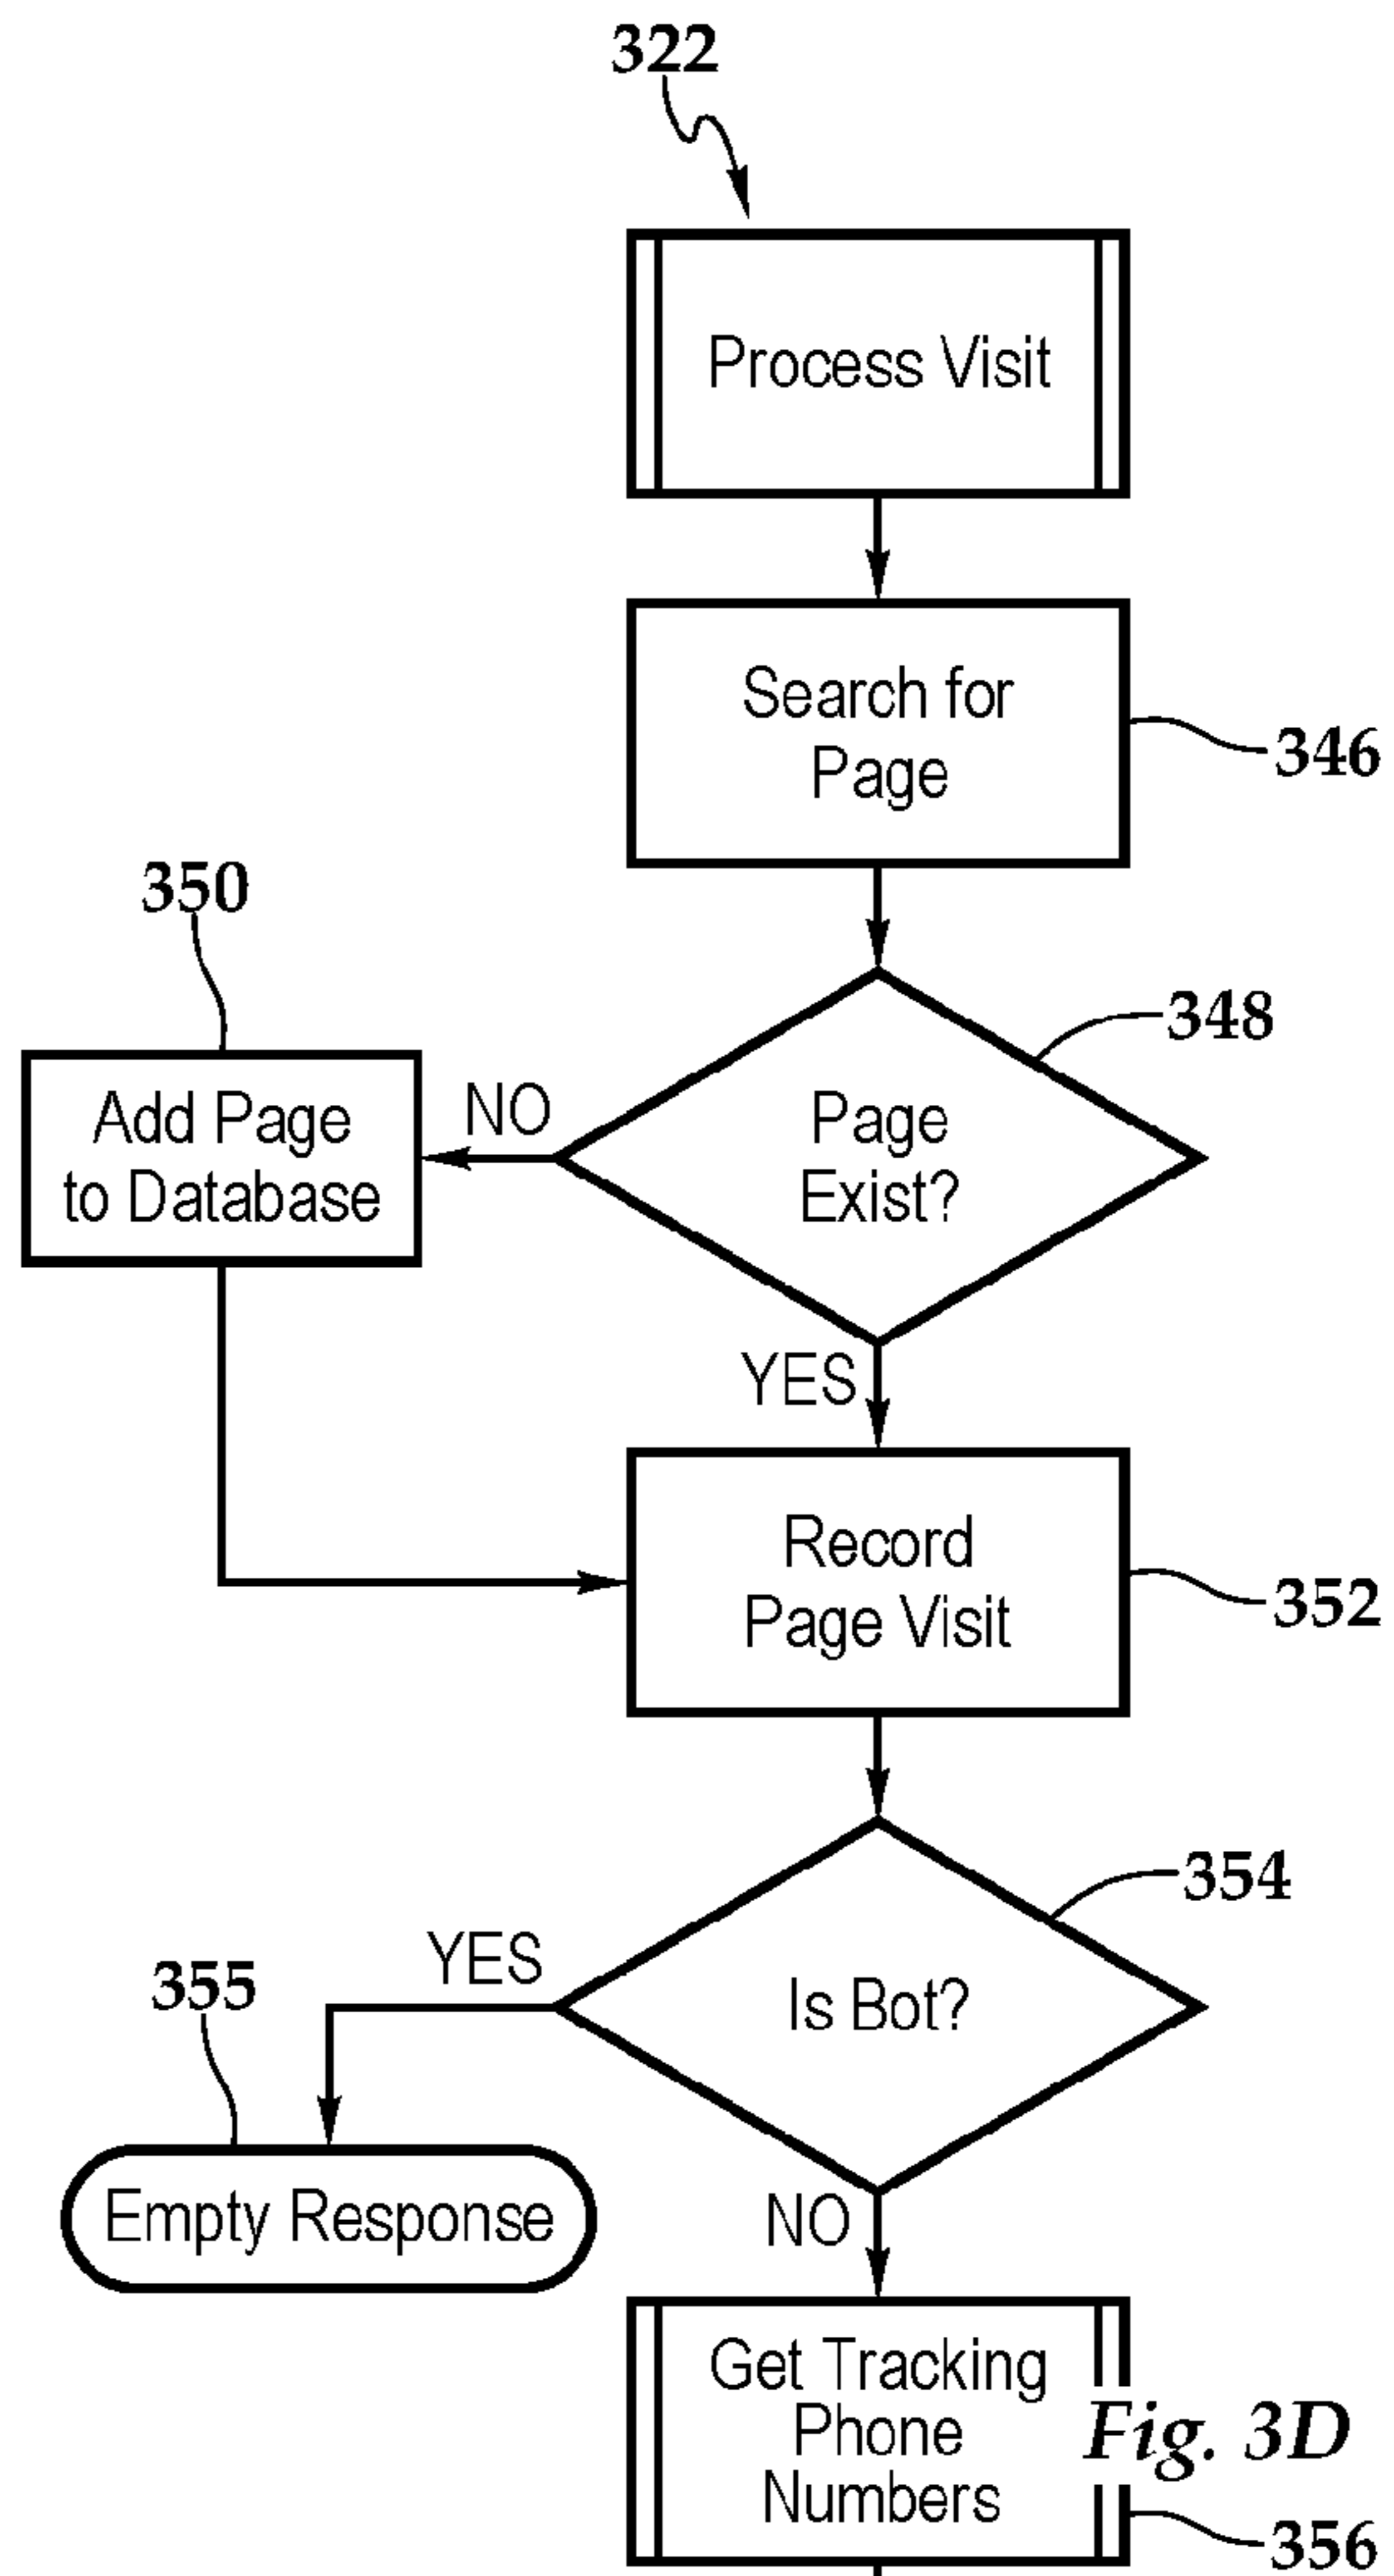 322
Process Visit
Search for
Page
346
350
348
Add Page
to Database
NO
Page
Exist?
YES
Record
Page Visit
352
354
YES
355
Is Bot?
Empty Response
NO
Get Tracking
Phone
Numbers
Fig. 3D
356